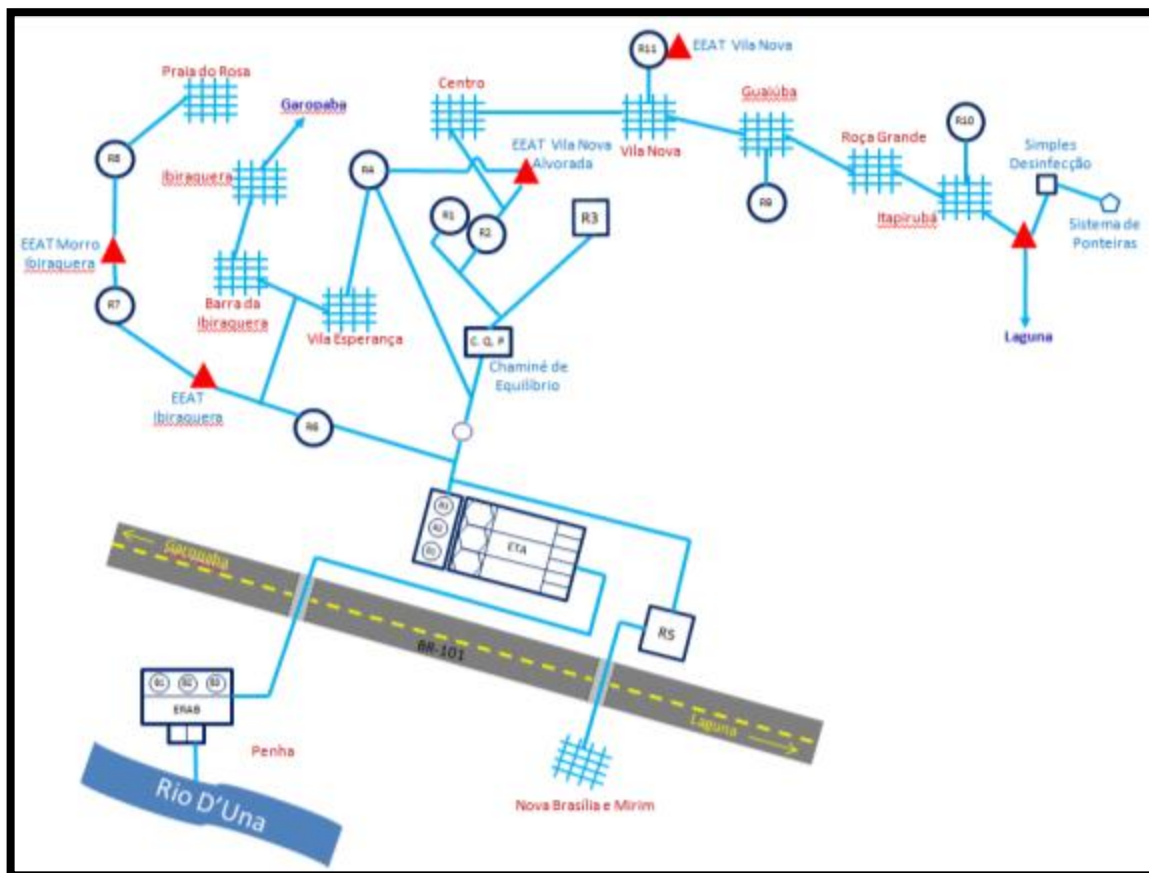 R11
EEAT Vila Nova
Praia do Rosa
Centro
Guaiúba
Garopaba
R10
Roça Grande
Simples
Desinfecção
R8
Ibiraquera
R4
EEAT Vila Nova
Alvorada
Vila Nova
R1
R2
R3
R9
Itapirubá
Sistema de
Ponteiras
EEAT Morro
Ibiraquera
R7
Barra da
Ibiraquera
Vila Esperança
C. Q. P
Chaminé de
Equilíbrio
Laguna
EEAT
Ibiraquera
R6
ETA
Garopaba
BR-101
R5
Laguna
B1 B2 B3
ERAB
Penha
Rio D'Una
Nova Brasília e Mirim